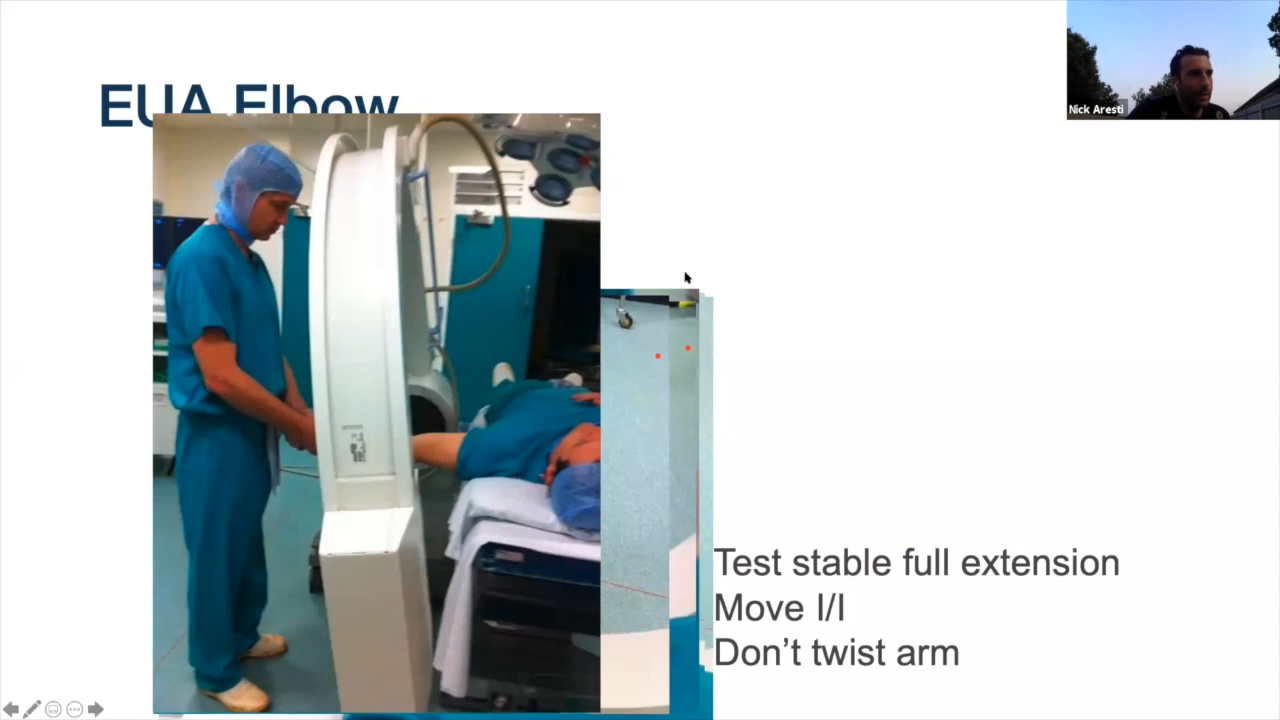 EUA Elbow
Nick Aresti
Test stable full extension
Move I/I
Don't twist arm